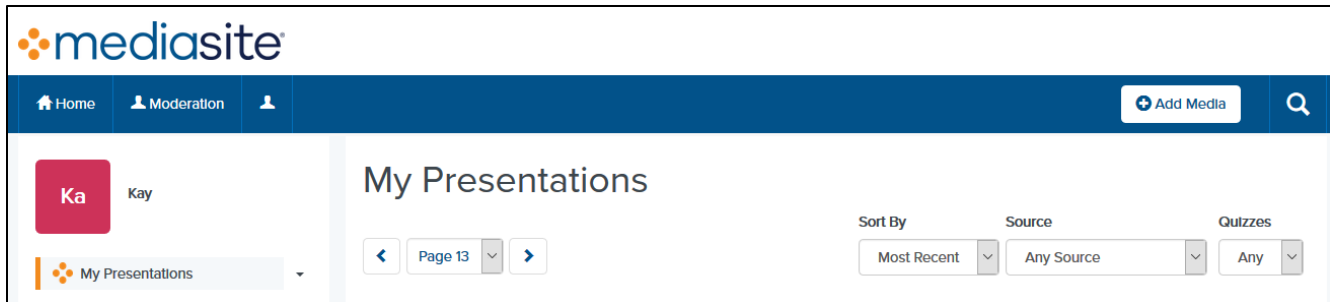 mediasite
Home Moderation Add Media
Ka Kay
My Presentations
My Presentations
Sort By Source Quizzes
Page 13 Most Recent Any Source Any